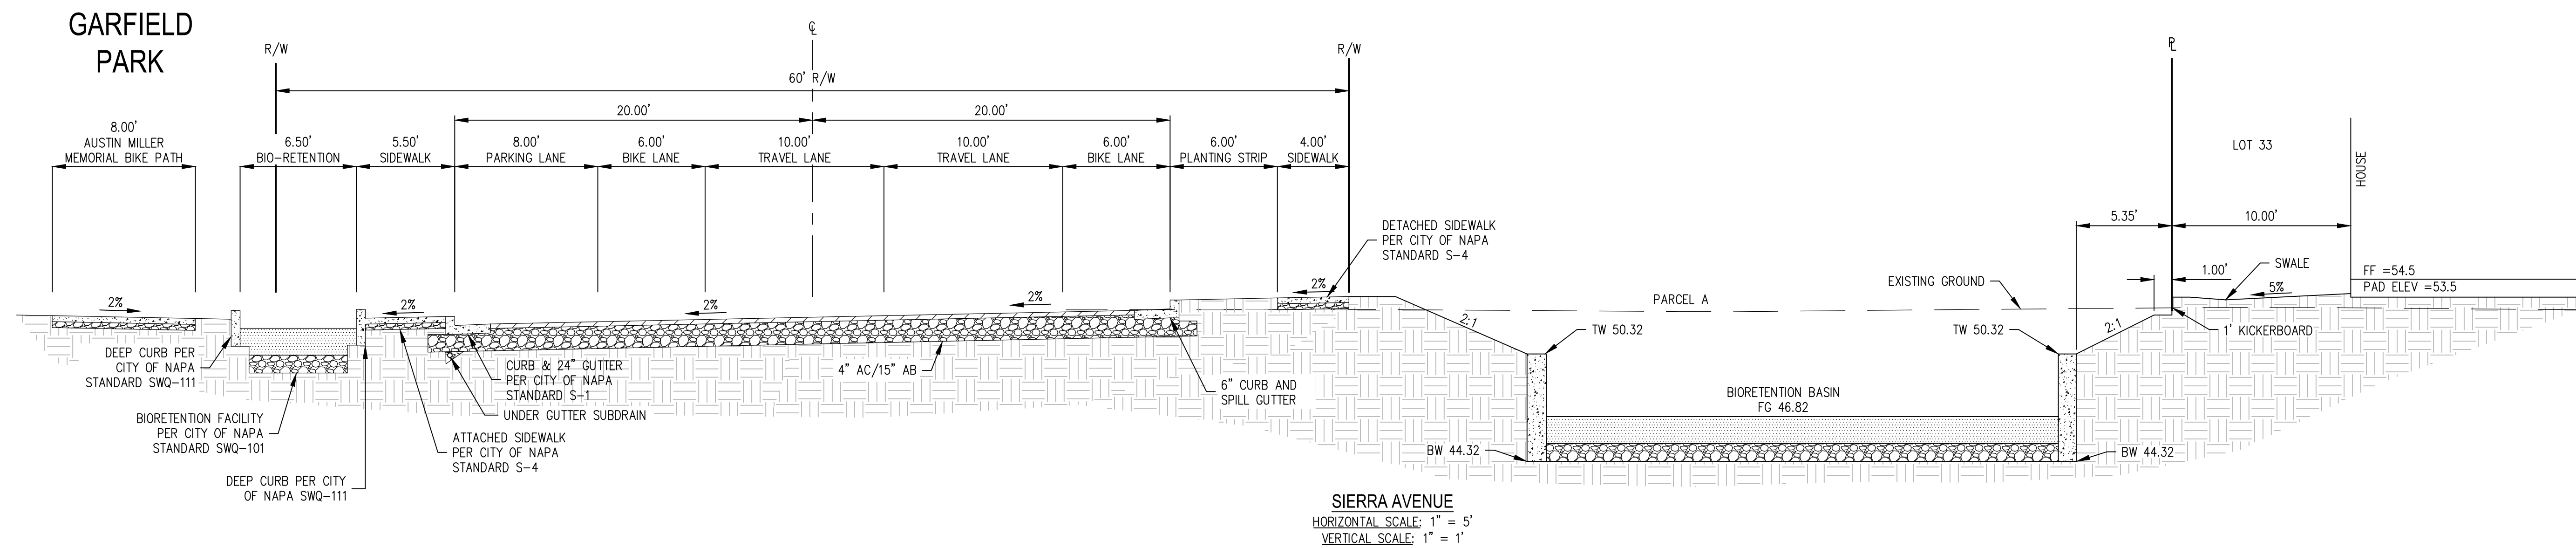 GARFIELD
PARK
R/W
℄
R/W
℄
60' R/W
20.00'
20.00'
8.00'
AUSTIN MILLER
MEMORIAL BIKE PATH
6.50'
BIO-RETENTION
5.50'
SIDEWALK
8.00'
PARKING LANE
6.00'
BIKE LANE
10.00'
TRAVEL LANE
10.00'
TRAVEL LANE
6.00'
BIKE LANE
6.00'
PLANTING STRIP
4.00'
SIDEWALK
LOT 33
HOUSE
5.35'
10.00'
1.00'
DETACHED SIDEWALK
PER CITY OF NAPA
STANDARD S-4
EXISTING GROUND
SWALE
FF =54.5
PAD ELEV =53.5
2%
2%
2%
2%
2%
5%
PARCEL A
2:1
2:1
TW 50.32
TW 50.32
1' KICKERBOARD
DEEP CURB PER
CITY OF NAPA
STANDARD SWQ-111
BIORETENTION FACILITY
PER CITY OF NAPA
STANDARD SWQ-101
DEEP CURB PER CITY
OF NAPA SWQ-111
CURB & 24" GUTTER
PER CITY OF NAPA
STANDARD S-1
UNDER GUTTER SUBDRAIN
ATTACHED SIDEWALK
PER CITY OF NAPA
STANDARD S-4
4" AC/15" AB
6" CURB AND
SPILL GUTTER
BIORETENTION BASIN
FG 46.82
BW 44.32
BW 44.32
SIERRA AVENUE
HORIZONTAL SCALE: 1" = 5'
VERTICAL SCALE: 1" = 1'